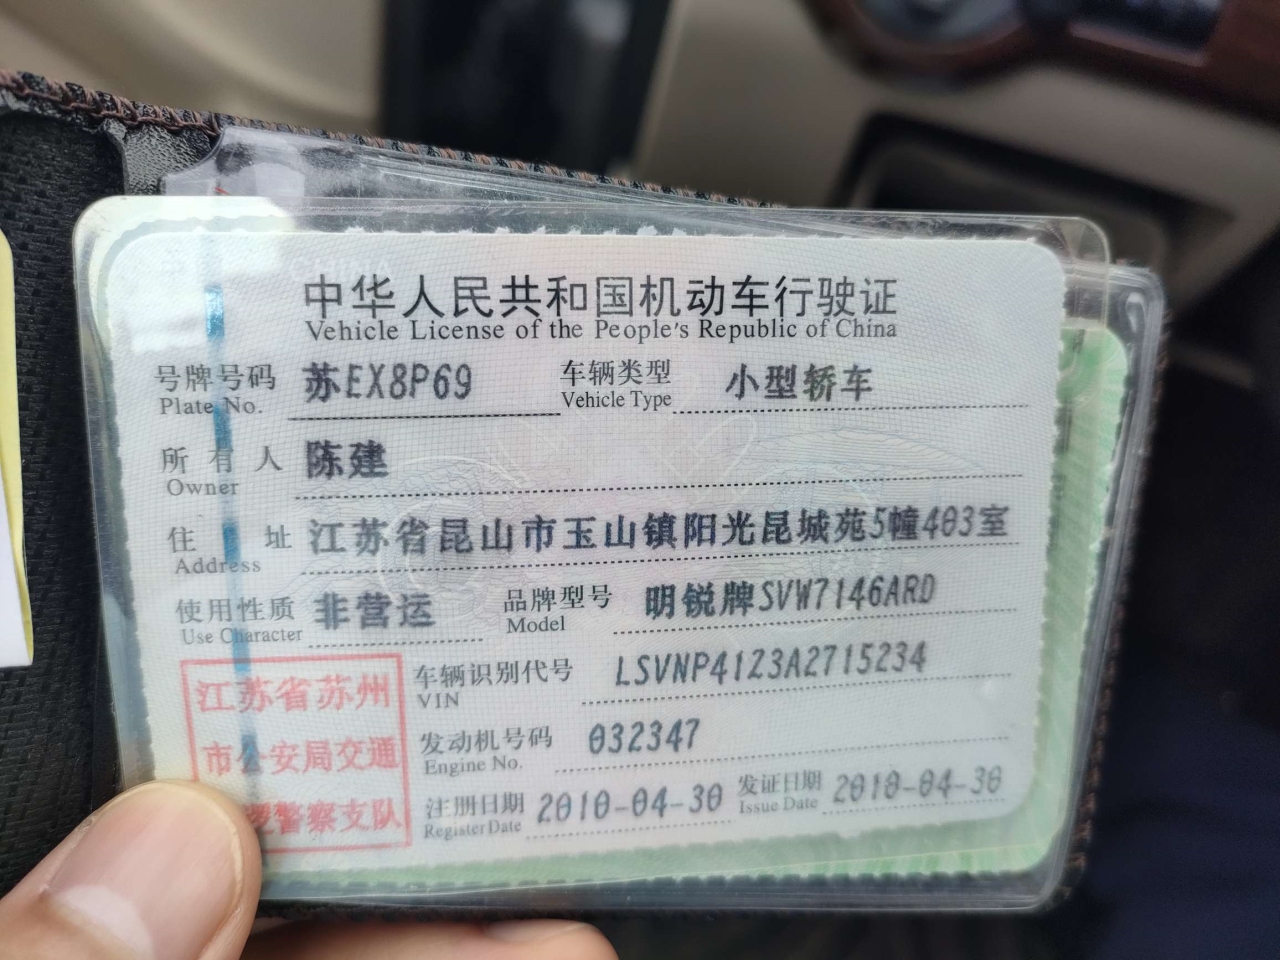 中华人民共和国机动车行驶证
Vehicle License of the People's Republic of China
号牌号码 苏EX8P69 车辆类型 小型轿车
Plate No. Vehicle Type
所有人 陈建
Owner
住址 江苏省昆山市玉山镇阳光昆城苑5幢403室
Address
使用性质 非营运 品牌型号 明锐牌SVW7146ARD
Use Character Model
江苏省苏州
市公安局交通
理警察支队
车辆识别代号 LSVNP41Z3A2715234
VIN
发动机号码 032347
Engine No.
注册日期 2010-04-30 发证日期 2010-04-30
Register Date Issue Date